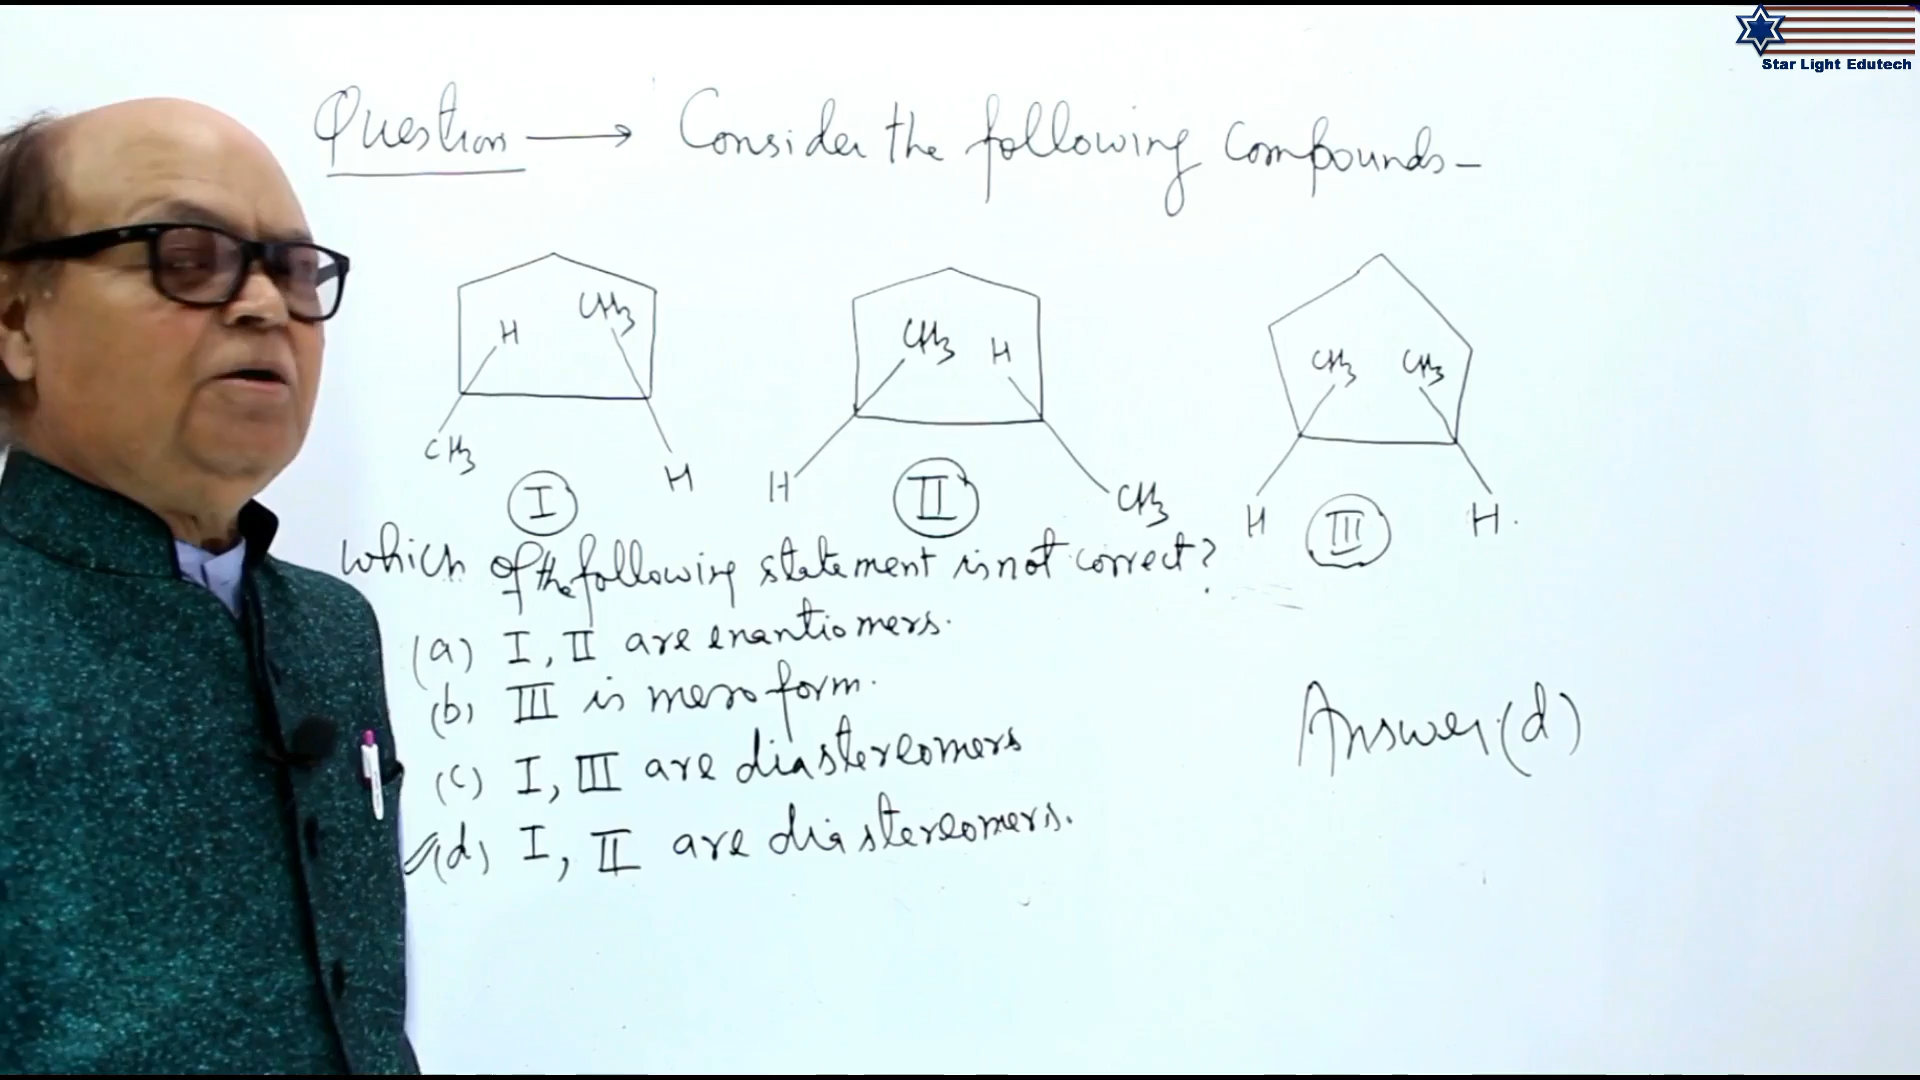 Star Light Edutech
Question → Consider the following compounds-
H CH3
CH3 H
I
CH3 H
H CH3
II
CH3 CH3
H H.
III
Which of the following statement is not correct?
(a) I, II are enantiomers.
(b) III is meso form.
(c) I, III are diastereomers
(d) I, II are diastereomers.
Answer (d)